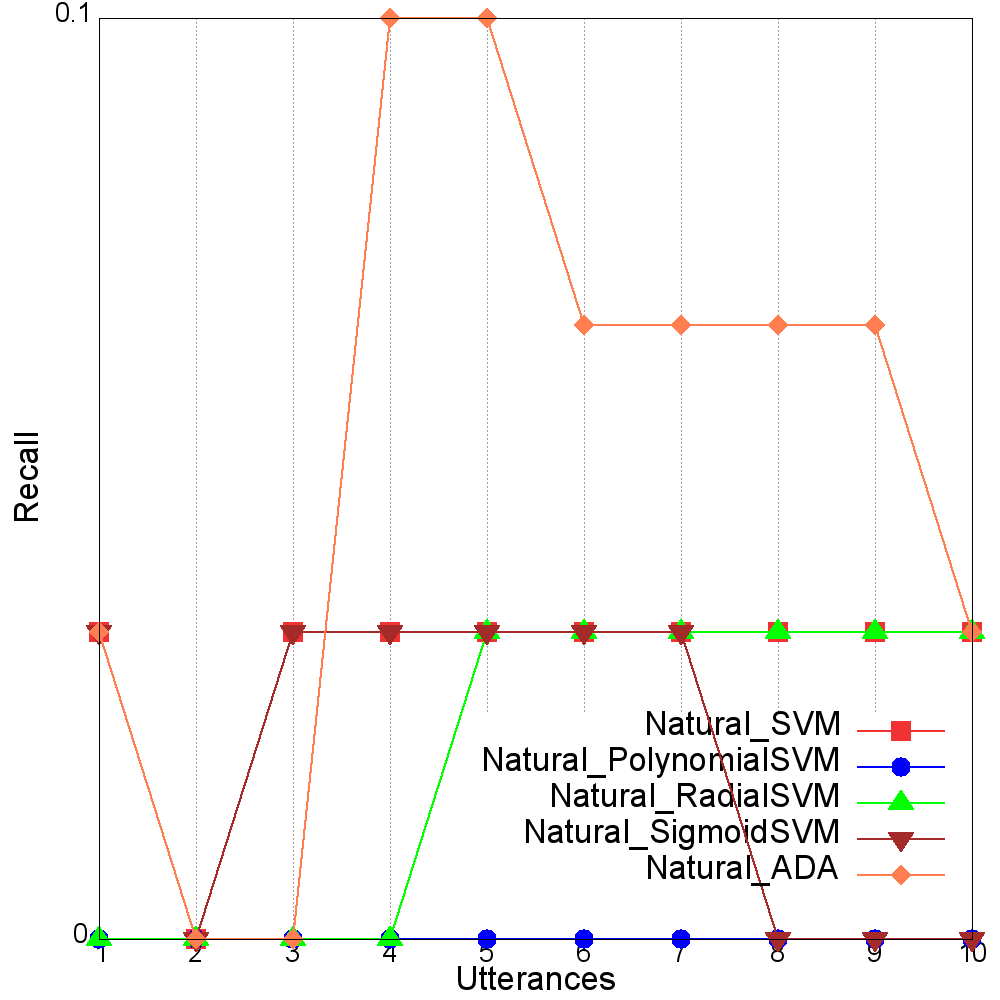 0.1
Recall
Natural_SVM
Natural_PolynomialSVM
Natural_RadialSVM
Natural_SigmoidSVM
Natural_ADA
0
1 2 3 4 5 6 7 8 9 10
Utterances